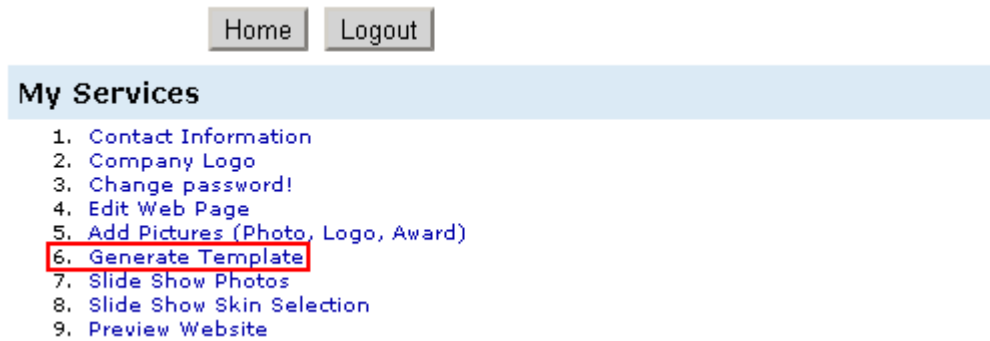 Home Logout
My Services
1. Contact Information
2. Company Logo
3. Change password!
4. Edit Web Page
5. Add Pictures (Photo, Logo, Award)
6. Generate Template
7. Slide Show Photos
8. Slide Show Skin Selection
9. Preview Website